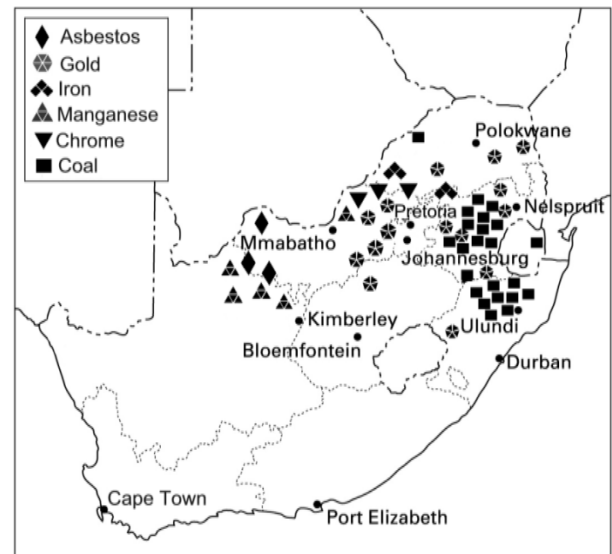 Asbestos
Gold
Iron
Manganese
Chrome
Coal
Polokwane
Nelspruit
Pretoria
Mmabatho
Johannesburg
Kimberley
Ulundi
Bloemfontein
Durban
Cape Town
Port Elizabeth